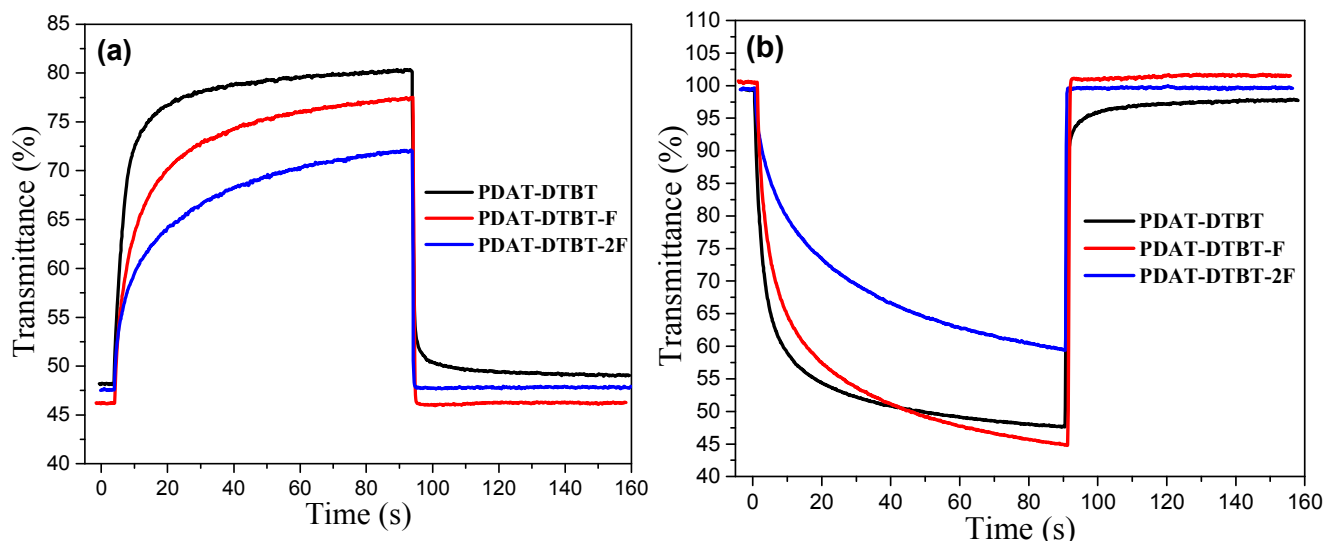 (a)
Transmittance (%)
85
80
75
70
65
60
55
50
45
40
PDAT-DTBT
PDAT-DTBT-F
PDAT-DTBT-2F
0 20 40 60 80 100 120 140 160
Time (s)
(b)
Transmittance (%)
110
105
100
95
90
85
80
75
70
65
60
55
50
45
40
PDAT-DTBT
PDAT-DTBT-F
PDAT-DTBT-2F
0 20 40 60 80 100 120 140 160
Time (s)